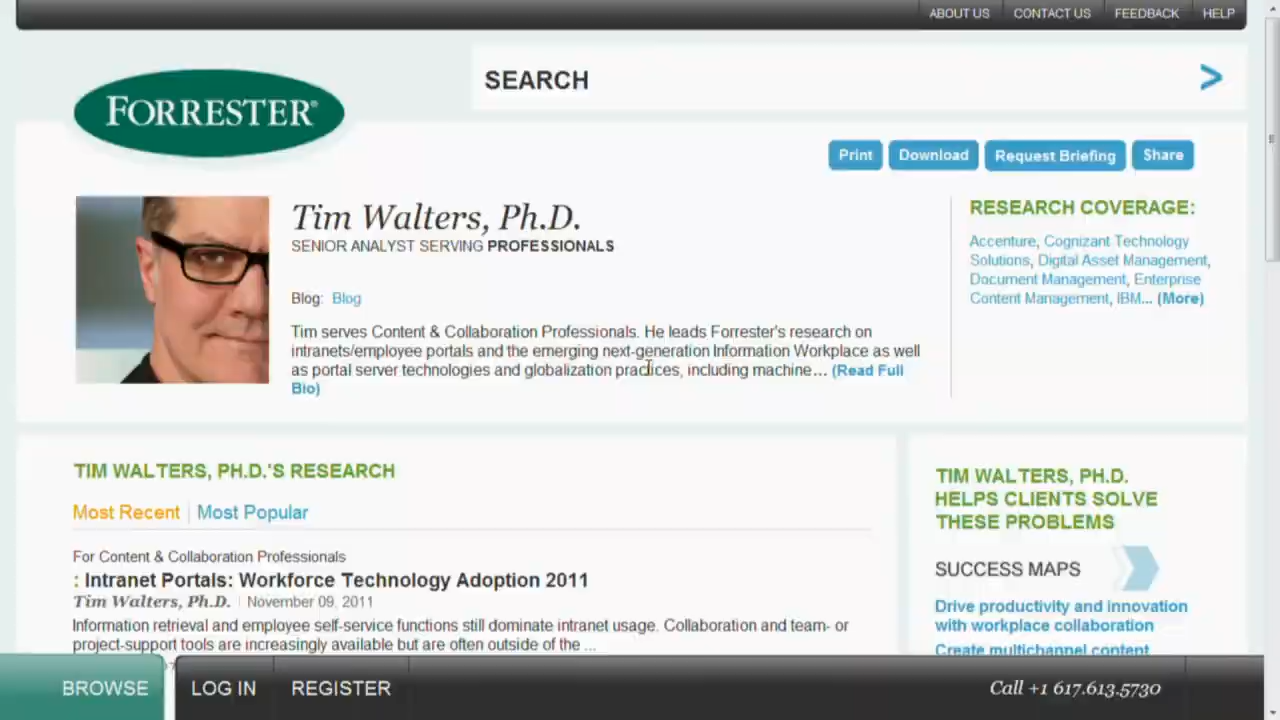 ABOUT US
CONTACT US
FEEDBACK
HELP
FORRESTER®
SEARCH
>
Print
Download
Request Briefing
Share
Tim Walters, Ph.D.
SENIOR ANALYST SERVING PROFESSIONALS
Blog: Blog
Tim serves Content & Collaboration Professionals. He leads Forrester's research on
intranets/employee portals and the emerging next-generation Information Workplace as well
as portal server technologies and globalization practices, including machine... (Read Full
Bio)
RESEARCH COVERAGE:
Accenture, Cognizant Technology
Solutions, Digital Asset Management,
Document Management, Enterprise
Content Management, IBM... (More)
TIM WALTERS, PH.D.'S RESEARCH
Most Recent
Most Popular
For Content & Collaboration Professionals
: Intranet Portals: Workforce Technology Adoption 2011
Tim Walters, Ph.D. | November 09, 2011
Information retrieval and employee self-service functions still dominate intranet usage. Collaboration and team- or
project-support tools are increasingly available but are often outside of the ...
TIM WALTERS, PH.D.
HELPS CLIENTS SOLVE
THESE PROBLEMS
SUCCESS MAPS
Drive productivity and innovation
with workplace collaboration
Create multichannel content
BROWSE
LOG IN
REGISTER
Call +1 617.613.5730